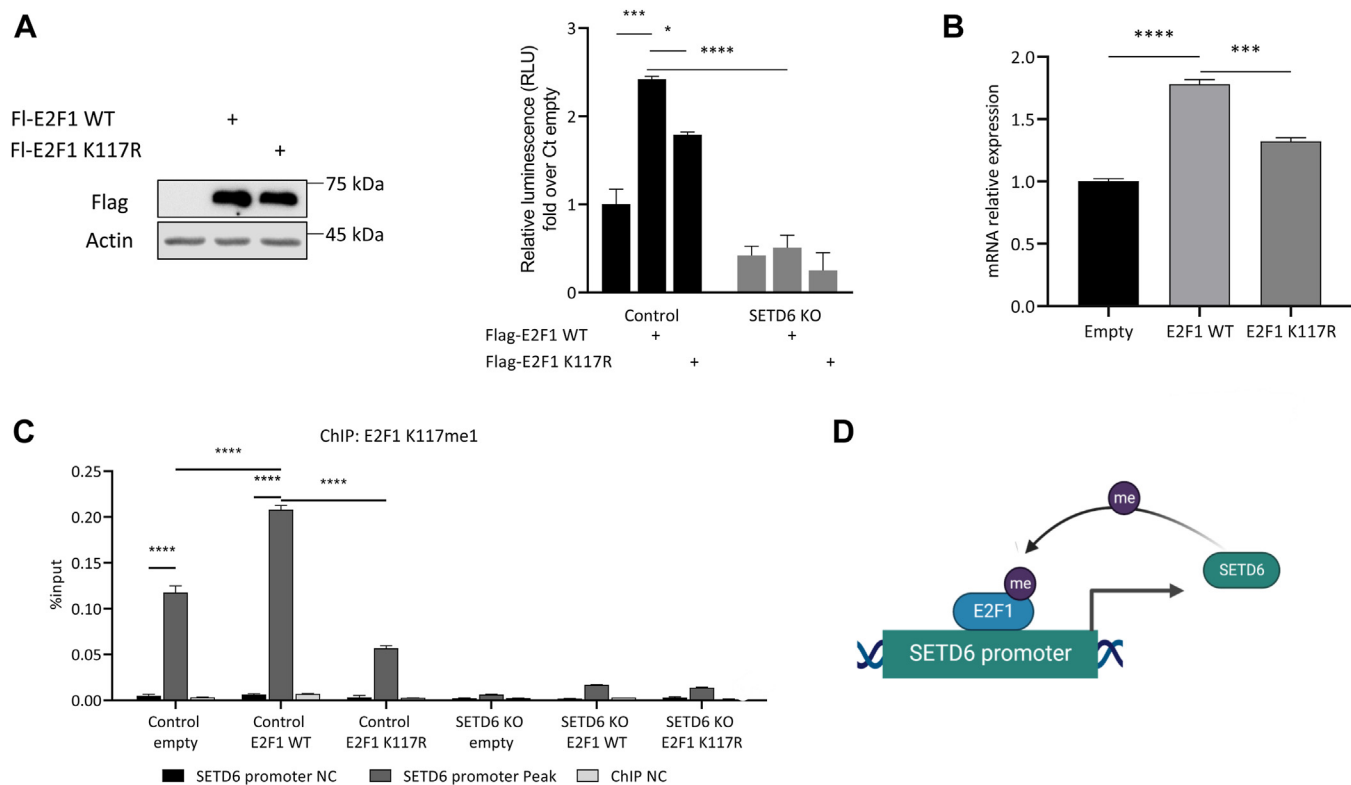 A
Fl-E2F1 WT +
Fl-E2F1 K117R +
Flag
Actin
75 kDa
45 kDa
Relative luminescence (RLU)
fold over Ct empty
3
2
1
0
***
*
****
Control SETD6 KO
Flag-E2F1 WT + +
Flag-E2F1 K117R + +
B
mRNA relative expression
2.0
1.5
1.0
0.5
0.0
**** ***
Empty E2F1 WT E2F1 K117R
C
ChIP: E2F1 K117me1
%input
0.25
0.20
0.15
0.10
0.05
0.00
****
****
****
****
Control
empty
Control
E2F1 WT
Control
E2F1 K117R
SETD6 KO
empty
SETD6 KO
E2F1 WT
SETD6 KO
E2F1 K117R
SETD6 promoter NC SETD6 promoter Peak ChIP NC
D
me
SETD6
me
E2F1
SETD6 promoter